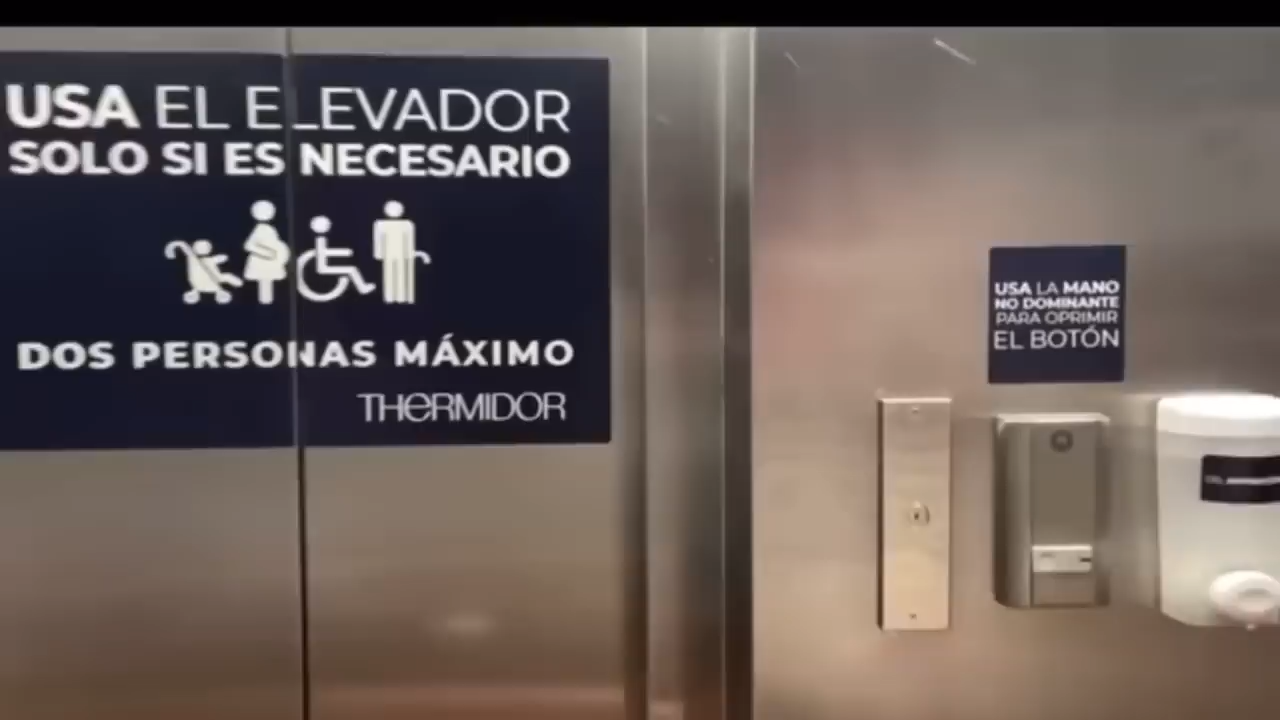 USA EL ELEVADOR
SOLO SI ES NECESARIO
DOS PERSONAS MÁXIMO
THERMIDOR
USA LA MANO
NO DOMINANTE
PARA OPRIMIR
EL BOTÓN